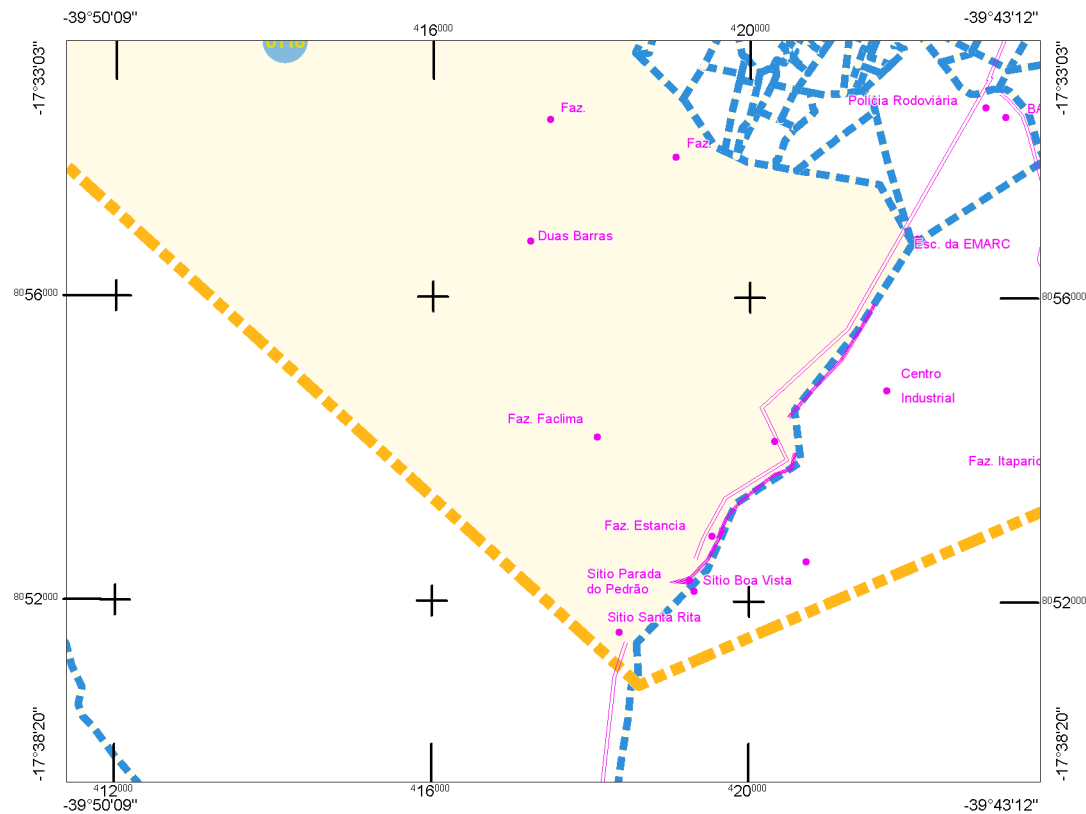 -39°50'09"
-39°43'12"
416000
420000
-17°33'03"
-17°33'03"
Faz.
Polícia Rodoviária
BA
Faz.
Duas Barras
Esc. da EMARC
8056000
8056000
Centro
Industrial
Faz. Faclima
Faz. Itaparic
Faz. Estancia
Sítio Parada
do Pedrão
Sítio Boa Vista
8052000
8052000
Sitio Santa Rita
-17°38'20"
-17°38'20"
412000
416000
420000
-39°50'09"
-39°43'12"